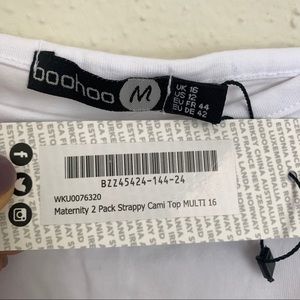 boohoo M
UK 16
US 12
EU FR 44
EU DE 42
BZZ45424-144-24
WKU0076320
Maternity 2 Pack Strappy Cami Top MULTI 16